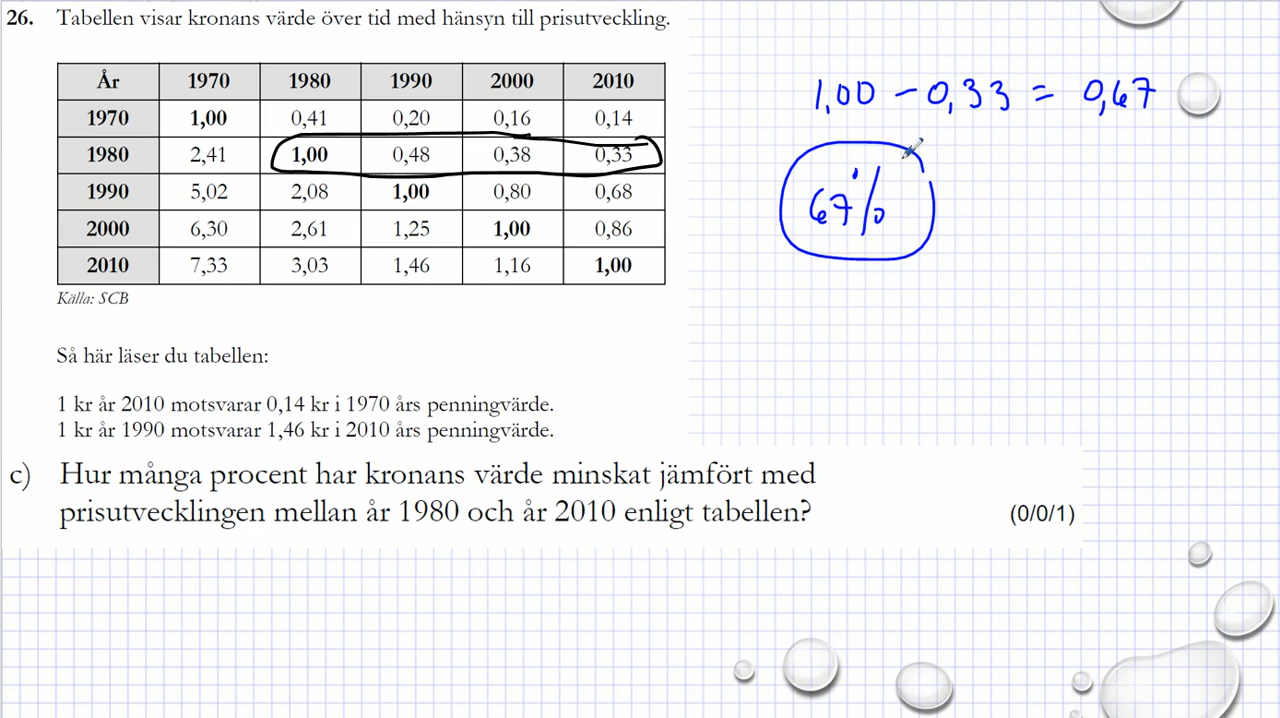 26. Tabellen visar kronans värde över tid med hänsyn till prisutveckling.
År 1970 1980 1990 2000 2010
1970 1,00 0,41 0,20 0,16 0,14
1980 2,41 1,00 0,48 0,38 0,33
1990 5,02 2,08 1,00 0,80 0,68
2000 6,30 2,61 1,25 1,00 0,86
2010 7,33 3,03 1,46 1,16 1,00
Källa: SCB
1,00 - 0,33 = 0,67
67%
Så här läser du tabellen:
1 kr år 2010 motsvarar 0,14 kr i 1970 års penningvärde.
1 kr år 1990 motsvarar 1,46 kr i 2010 års penningvärde.
c) Hur många procent har kronans värde minskat jämfört med
prisutvecklingen mellan år 1980 och år 2010 enligt tabellen? (0/0/1)